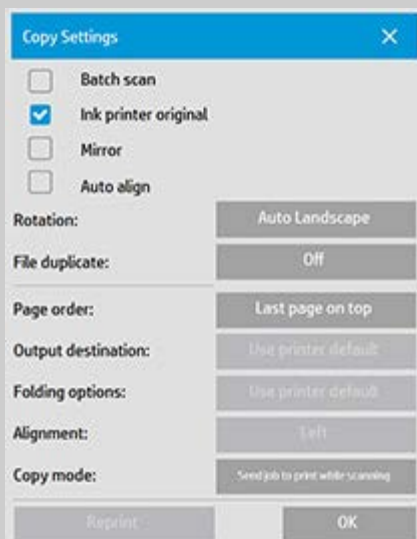 Copy Settings
Batch scan
Ink printer original
Mirror
Auto align
Rotation: Auto Landscape
File duplicate: Off
Page order: Last page on top
Output destination: Use printer default
Folding options: Use printer default
Alignment: Left
Copy mode: Send job to print while scanning
Reprint OK